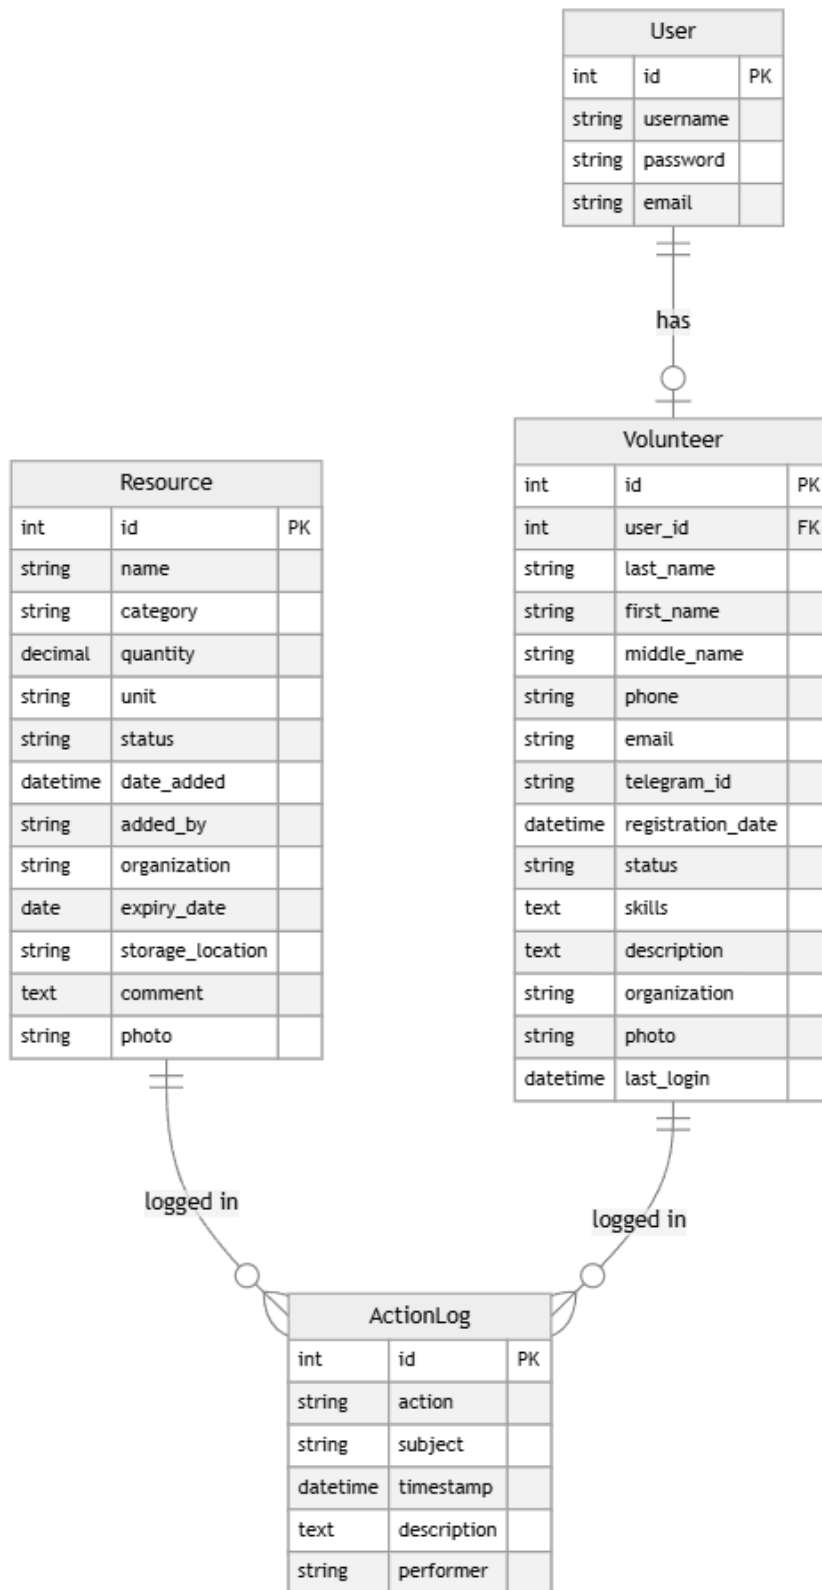 User
int id PK
string username
string password
string email
has
Volunteer
int id PK
int user_id FK
string last_name
string first_name
string middle_name
string phone
string email
string telegram_id
datetime registration_date
string status
text skills
text description
string organization
string photo
datetime last_login
Resource
int id PK
string name
string category
decimal quantity
string unit
string status
datetime date_added
string added_by
string organization
date expiry_date
string storage_location
text comment
string photo
logged in
logged in
ActionLog
int id PK
string action
string subject
datetime timestamp
text description
string performer